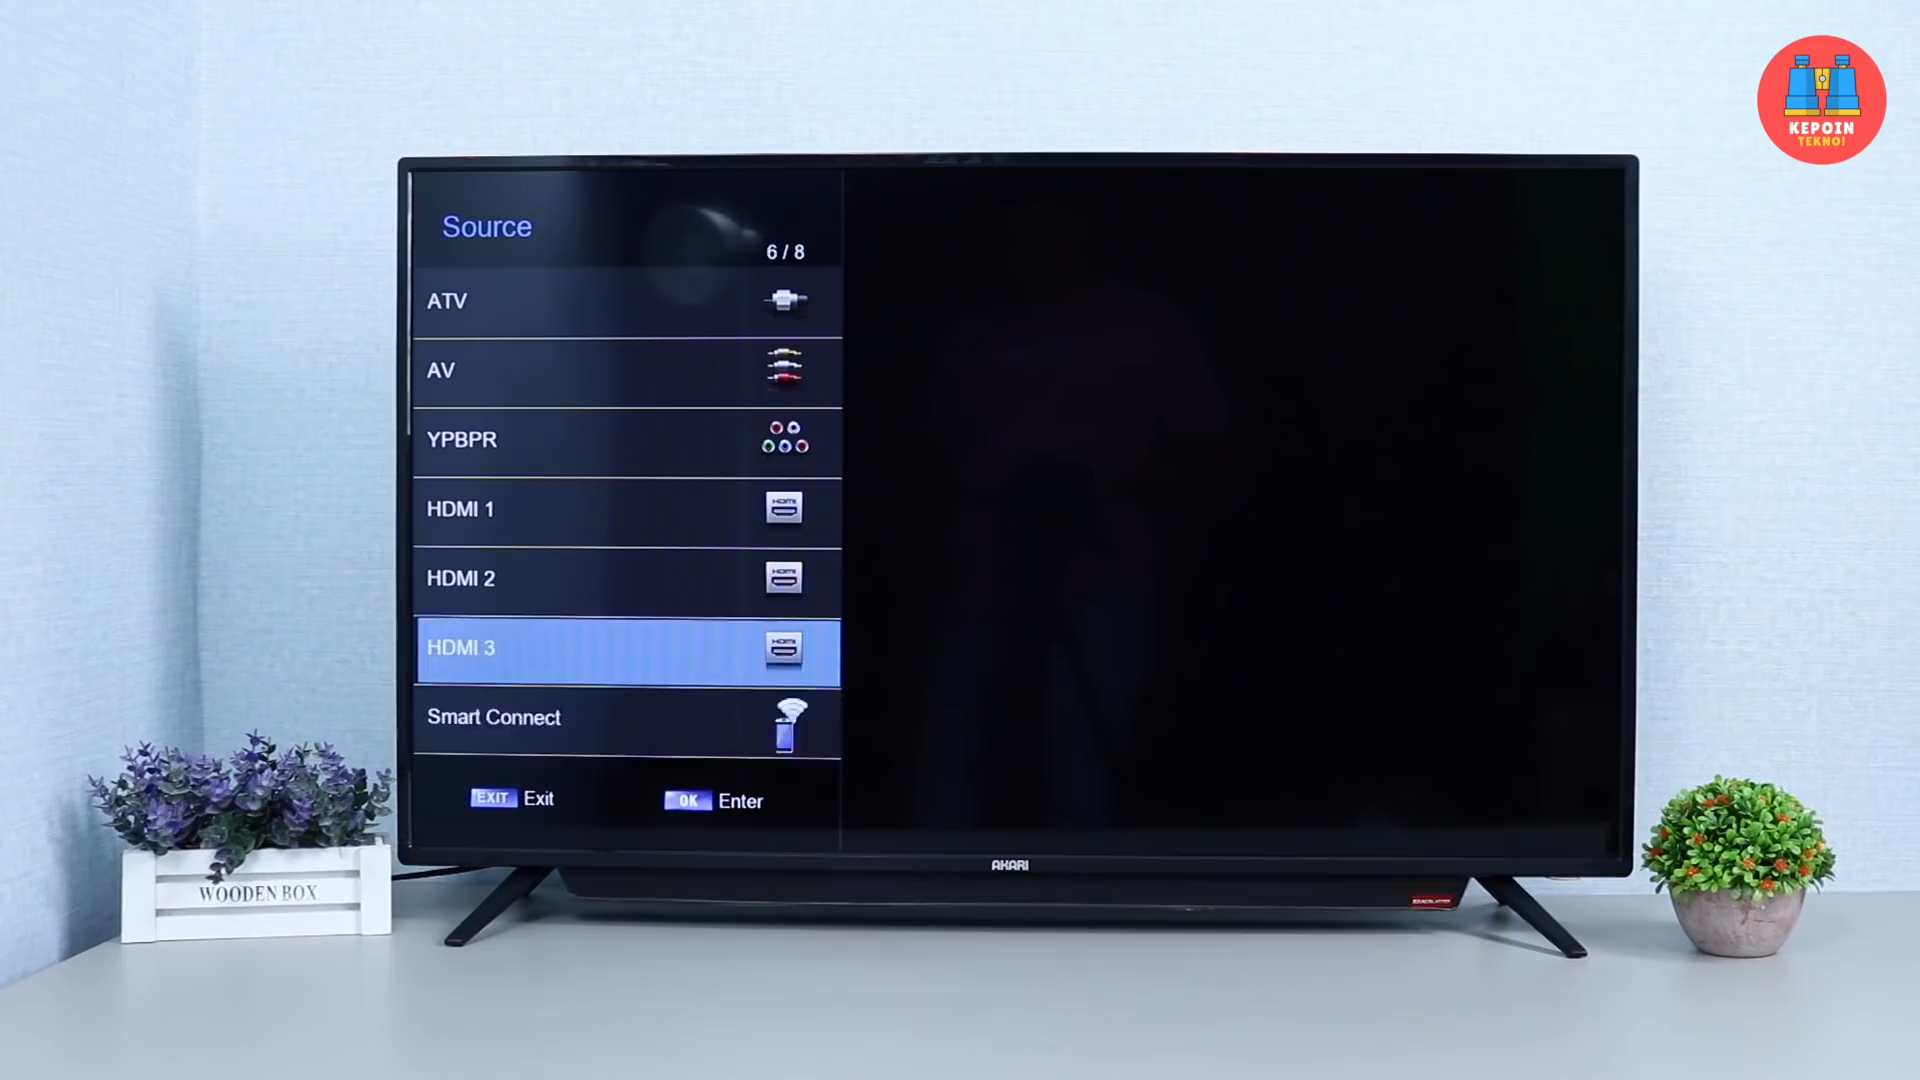 KEPOIN
TEKNO!
Source
6 / 8
ATV
AV
YPBPR
HDMI 1
HDMI 2
HDMI 3
Smart Connect
EXIT Exit
OK Enter
AKARI
WOODEN BOX